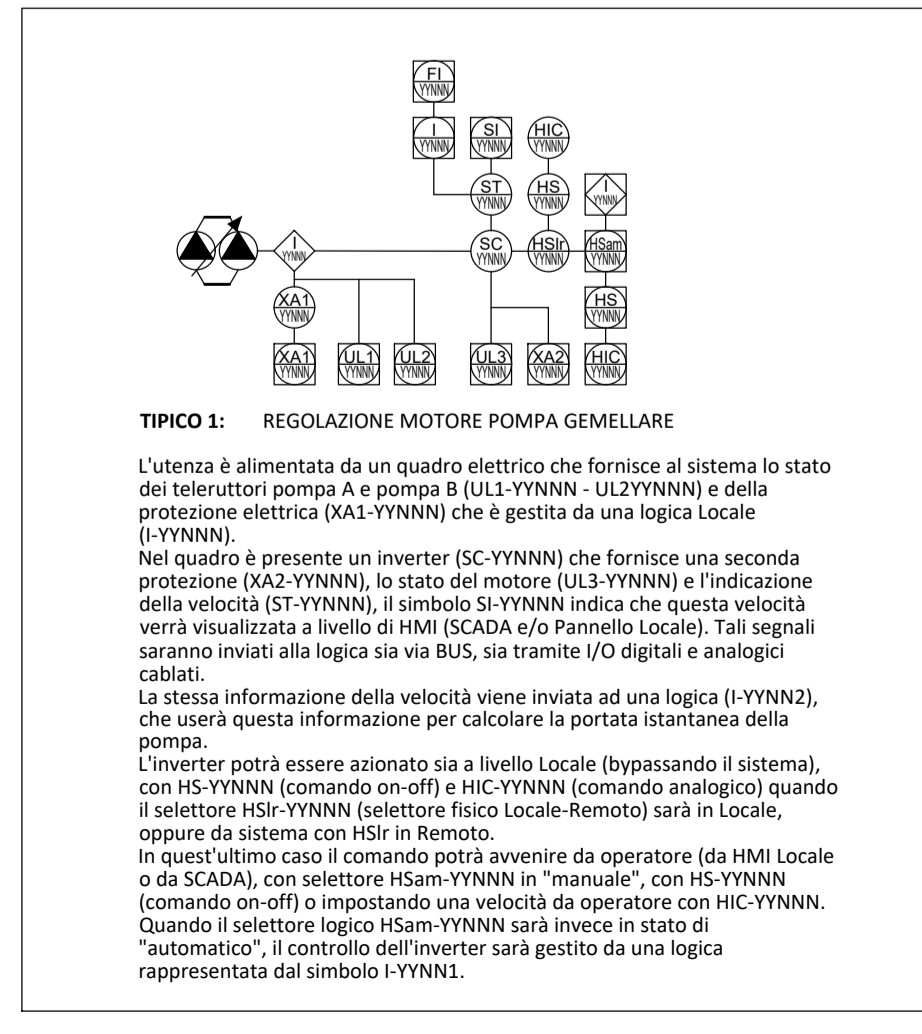 FI
YYNNN
I
YYNNN
SI
YYNNN
HIC
YYNNN
ST
YYNNN
HS
YYNNN
I
YYNNN
I
YYNNN
SC
YYNNN
HSlr
YYNNN
HSam
YYNNN
XA1
YYNNN
HS
YYNNN
XA1
YYNNN
UL1
YYNNN
UL2
YYNNN
UL3
YYNNN
XA2
YYNNN
HIC
YYNNN
TIPICO 1: REGOLAZIONE MOTORE POMPA GEMELLARE
L'utenza è alimentata da un quadro elettrico che fornisce al sistema lo stato
dei teleruttori pompa A e pompa B (UL1-YYNNN - UL2YYNNN) e della
protezione elettrica (XA1-YYNNN) che è gestita da una logica Locale
(I-YYNNN).
Nel quadro è presente un inverter (SC-YYNNN) che fornisce una seconda
protezione (XA2-YYNNN), lo stato del motore (UL3-YYNNN) e l'indicazione
della velocità (ST-YYNNN), il simbolo SI-YYNNN indica che questa velocità
verrà visualizzata a livello di HMI (SCADA e/o Pannello Locale). Tali segnali
saranno inviati alla logica sia via BUS, sia tramite I/O digitali e analogici
cablati.
La stessa informazione della velocità viene inviata ad una logica (I-YYNN2),
che userà questa informazione per calcolare la portata istantanea della
pompa.
L'inverter potrà essere azionato sia a livello Locale (bypassando il sistema),
con HS-YYNNN (comando on-off) e HIC-YYNNN (comando analogico) quando
il selettore HSlr-YYNNN (selettore fisico Locale-Remoto) sarà in Locale,
oppure da sistema con HSlr in Remoto.
In quest'ultimo caso il comando potrà avvenire da operatore (da HMI Locale
o da SCADA), con selettore HSam-YYNNN in "manuale", con HS-YYNNN
(comando on-off) o impostando una velocità da operatore con HIC-YYNNN.
Quando il selettore logico HSam-YYNNN sarà invece in stato di
"automatico", il controllo dell'inverter sarà gestito da una logica
rappresentata dal simbolo I-YYNN1.